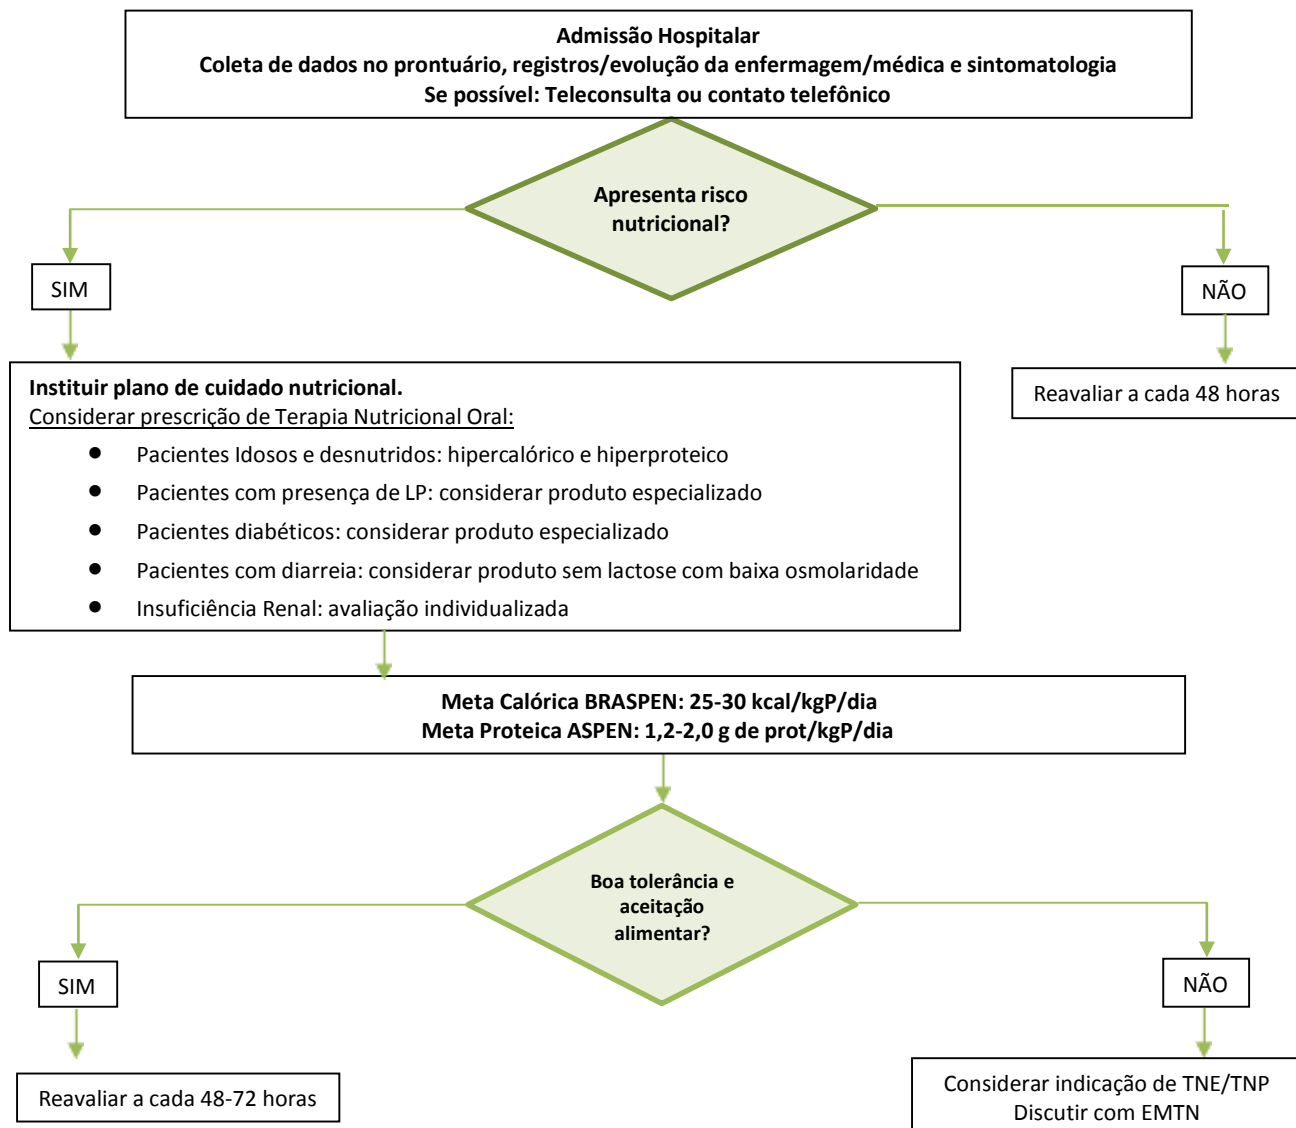 Admissão Hospitalar
Coleta de dados no prontuário, registros/evolução da enfermagem/médica e sintomatologia
Se possível: Teleconsulta ou contato telefônico
Apresenta risco
nutricional?
SIM
NÃO
Instituir plano de cuidado nutricional.
Considerar prescrição de Terapia Nutricional Oral:
● Pacientes Idosos e desnutridos: hipercalórico e hiperproteico
● Pacientes com presença de LP: considerar produto especializado
● Pacientes diabéticos: considerar produto especializado
● Pacientes com diarreia: considerar produto sem lactose com baixa osmolaridade
● Insuficiência Renal: avaliação individualizada
Reavaliar a cada 48 horas
Meta Calórica BRASPEN: 25-30 kcal/kgP/dia
Meta Proteica ASPEN: 1,2-2,0 g de prot/kgP/dia
Boa tolerância e
aceitação
alimentar?
SIM
NÃO
Reavaliar a cada 48-72 horas
Considerar indicação de TNE/TNP
Discutir com EMTN